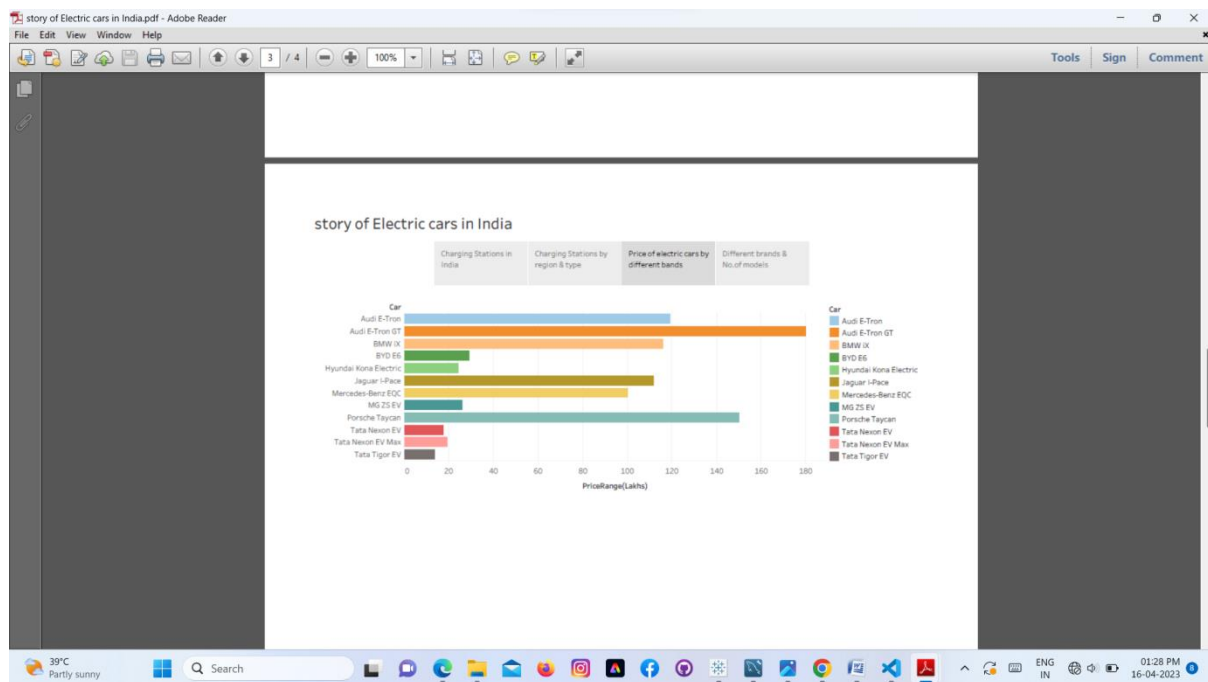 story of Electric cars in India.pdf - Adobe Reader
File Edit View Window Help
3 / 4 100% Tools Sign Comment
story of Electric cars in India
Charging Stations in India
Charging Stations by region & type
Price of electric cars by different bands
Different brands & No.of models
Car
Audi E-Tron
Audi E-Tron GT
BMW iX
BYD E6
Hyundai Kona Electric
Jaguar I-Pace
Mercedes-Benz EQC
MG ZS EV
Porsche Taycan
Tata Nexon EV
Tata Nexon EV Max
Tata Tigor EV
0 20 40 60 80 100 120 140 160 180
PriceRange(Lakhs)
Car
Audi E-Tron
Audi E-Tron GT
BMW iX
BYD E6
Hyundai Kona Electric
Jaguar I-Pace
Mercedes-Benz EQC
MG ZS EV
Porsche Taycan
Tata Nexon EV
Tata Nexon EV Max
Tata Tigor EV
39°C
Partly sunny
Search
ENG
IN
01:28 PM
16-04-2023
8